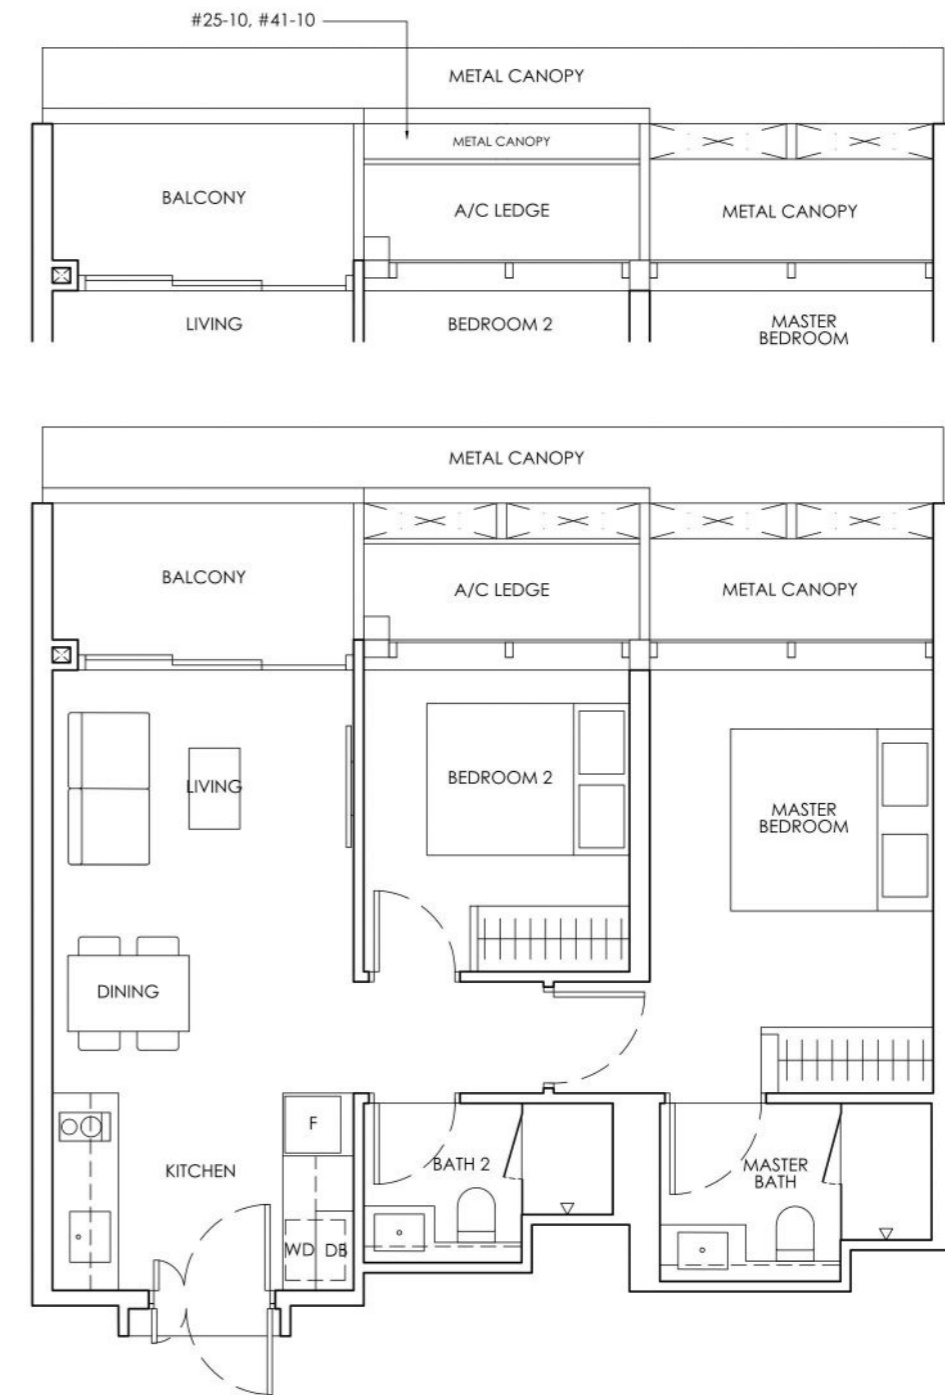 #25-10, #41-10
METAL CANOPY
METAL CANOPY
BALCONY
A/C LEDGE
METAL CANOPY
LIVING
BEDROOM 2
MASTER
BEDROOM
METAL CANOPY
BALCONY
A/C LEDGE
METAL CANOPY
LIVING
BEDROOM 2
MASTER
BEDROOM
DINING
F
KITCHEN
BATH 2
MASTER
BATH
WD
DB